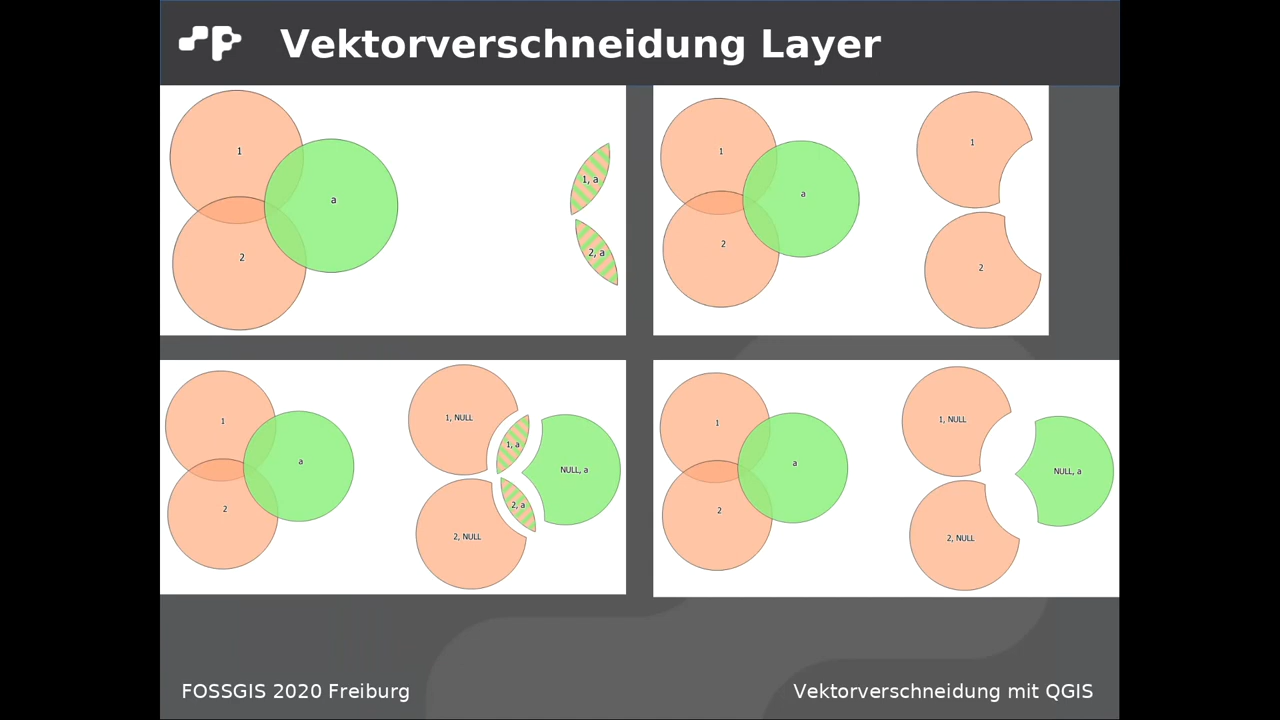 Vektorverschneidung Layer
1
a
2
1, a
2, a
1
a
2
1
2
1
a
2
1, NULL
1, a
NULL, a
2, a
2, NULL
1
a
2
1, NULL
NULL, a
2, NULL
FOSSGIS 2020 Freiburg
Vektorverschneidung mit QGIS